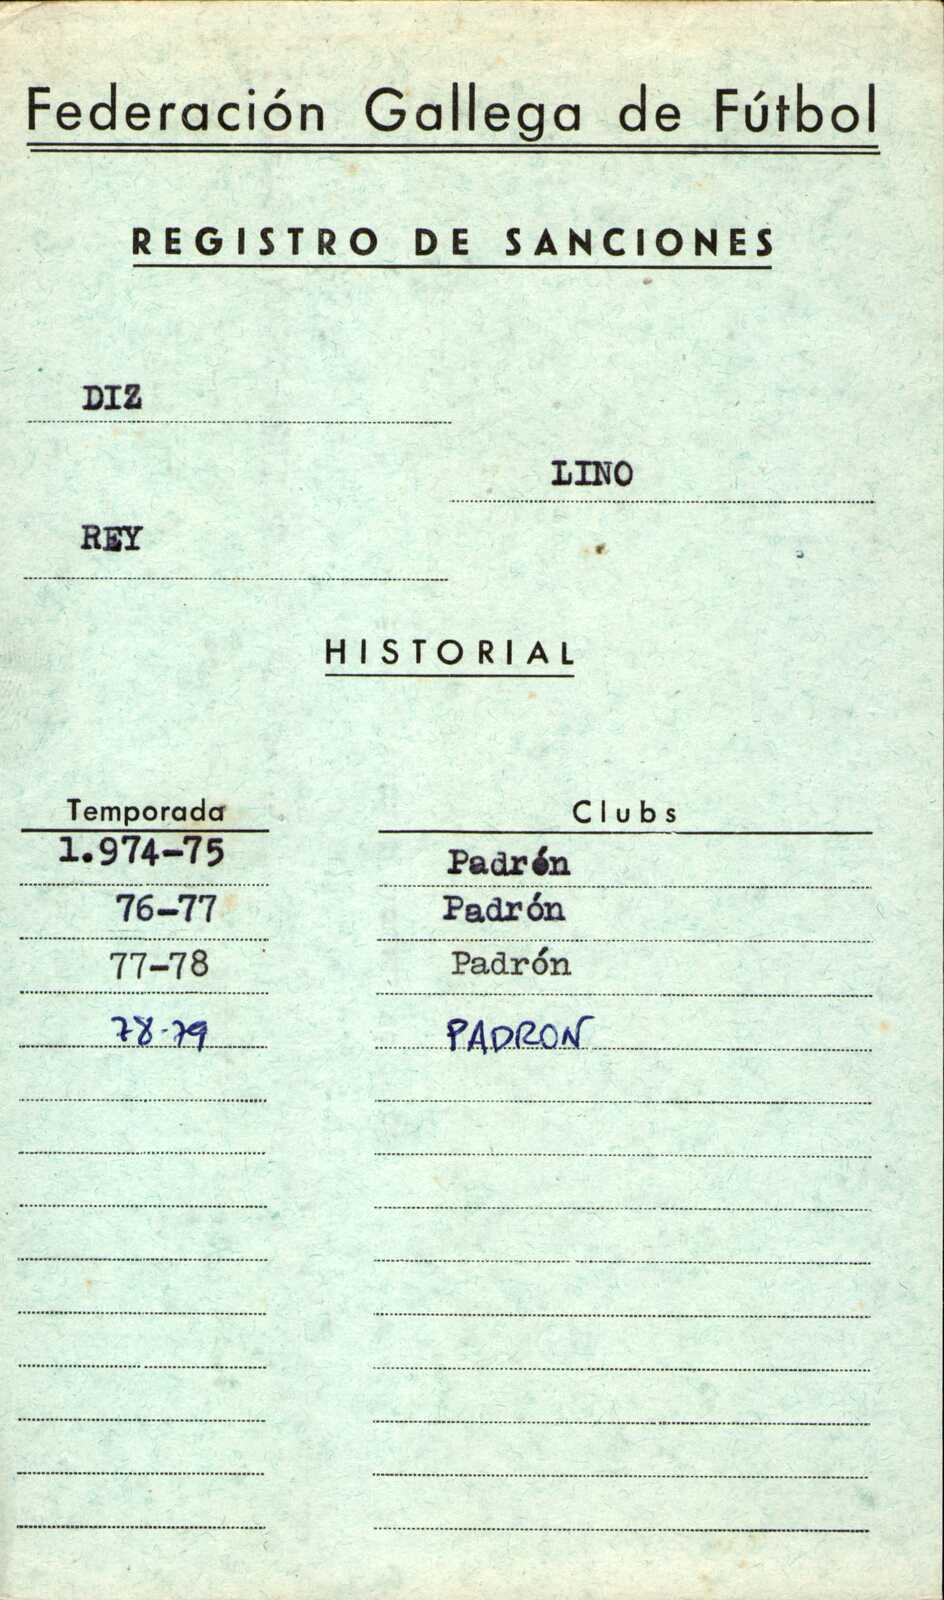 Federación Gallega de Fútbol
REGISTRO DE SANCIONES
DIZ
LINO
REY
HISTORIAL
Temporada Clubs
1.974-75 Padrón
76-77 Padrón
77-78 Padrón
78-79 PADRON